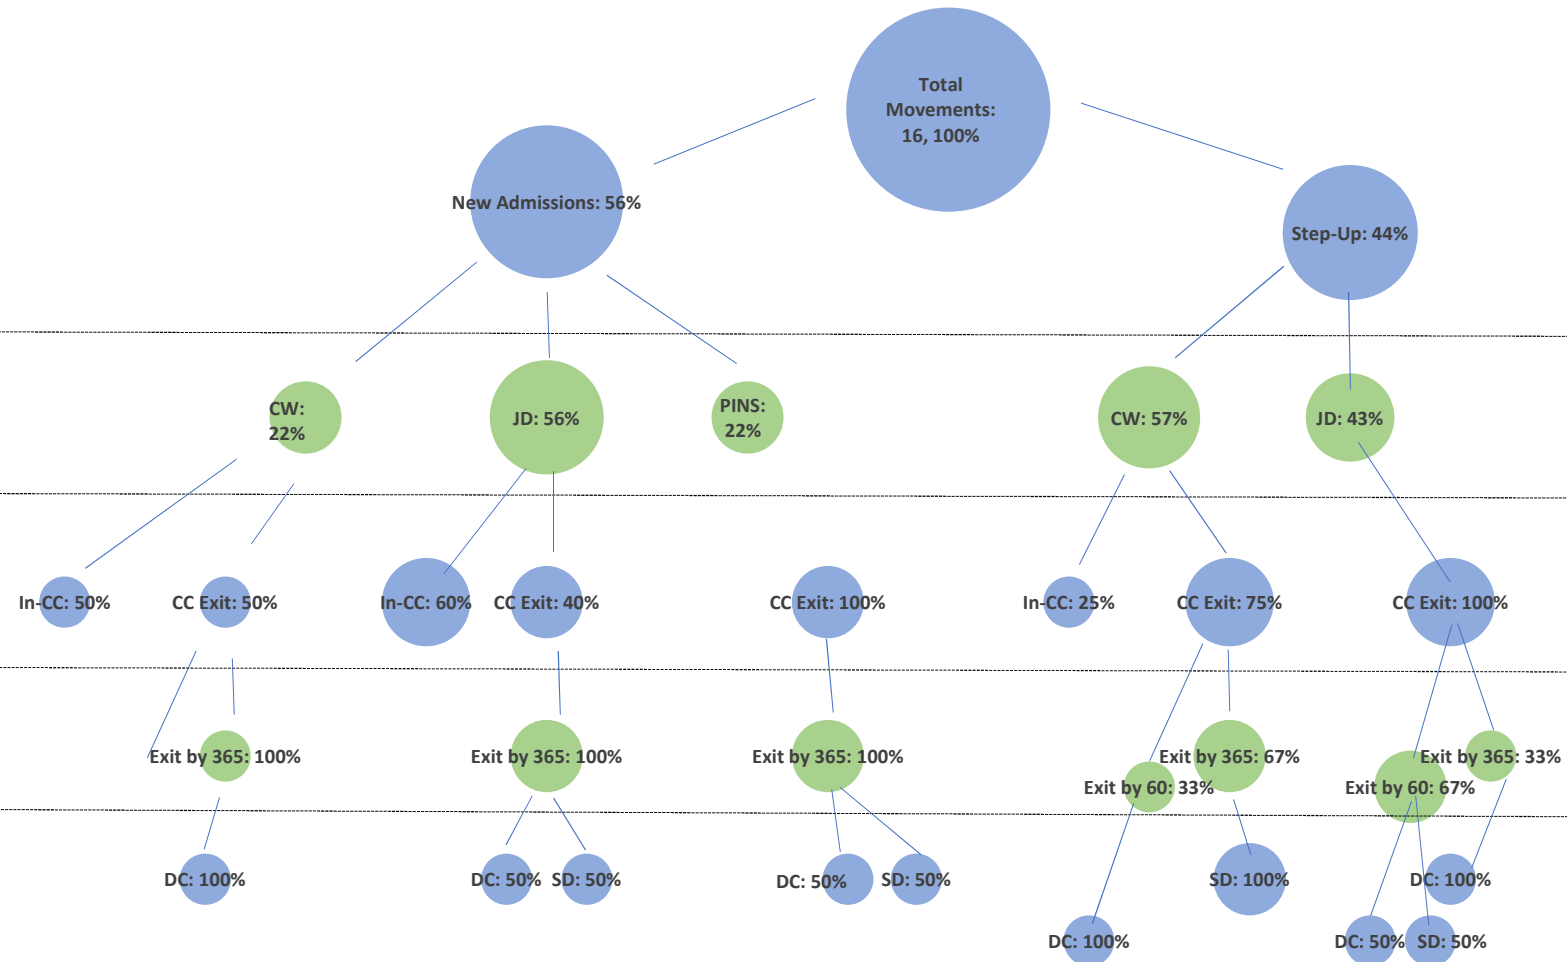 Total
Movements:
16, 100%
New Admissions: 56%
Step-Up: 44%
CW:
22%
JD: 56%
PINS:
22%
CW: 57%
JD: 43%
In-CC: 50%
CC Exit: 50%
In-CC: 60%
CC Exit: 40%
CC Exit: 100%
In-CC: 25%
CC Exit: 75%
CC Exit: 100%
Exit by 365: 100%
Exit by 365: 100%
Exit by 365: 100%
Exit by 365: 67%
Exit by 365: 33%
Exit by 60: 33%
Exit by 60: 67%
DC: 100%
DC: 50%
SD: 50%
DC: 50%
SD: 50%
SD: 100%
DC: 100%
DC: 100%
DC: 50%
SD: 50%